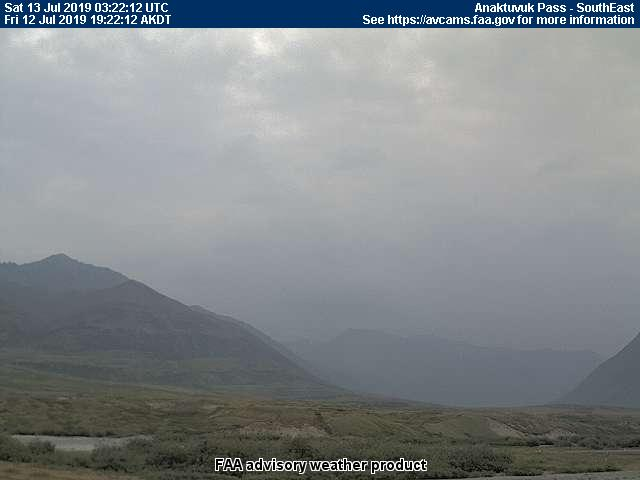 Sat 13 Jul 2019 03:22:12 UTC
Anaktuvuk Pass - SouthEast
Fri 12 Jul 2019 19:22:12 AKDT
See https://avcams.faa.gov for more information
FAA advisory weather product